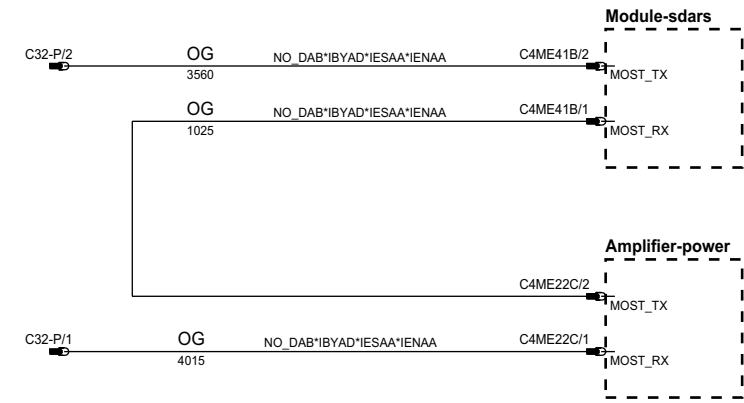 Module-sdars
C32-P/2 OG NO_DAB*IBYAD*IESAA*IENAA C4ME41B/2
3560 MOST_TX
OG NO_DAB*IBYAD*IESAA*IENAA C4ME41B/1
1025 MOST_RX
Amplifier-power
C4ME22C/2
MOST_TX
C32-P/1 OG NO_DAB*IBYAD*IESAA*IENAA C4ME22C/1
4015 MOST_RX